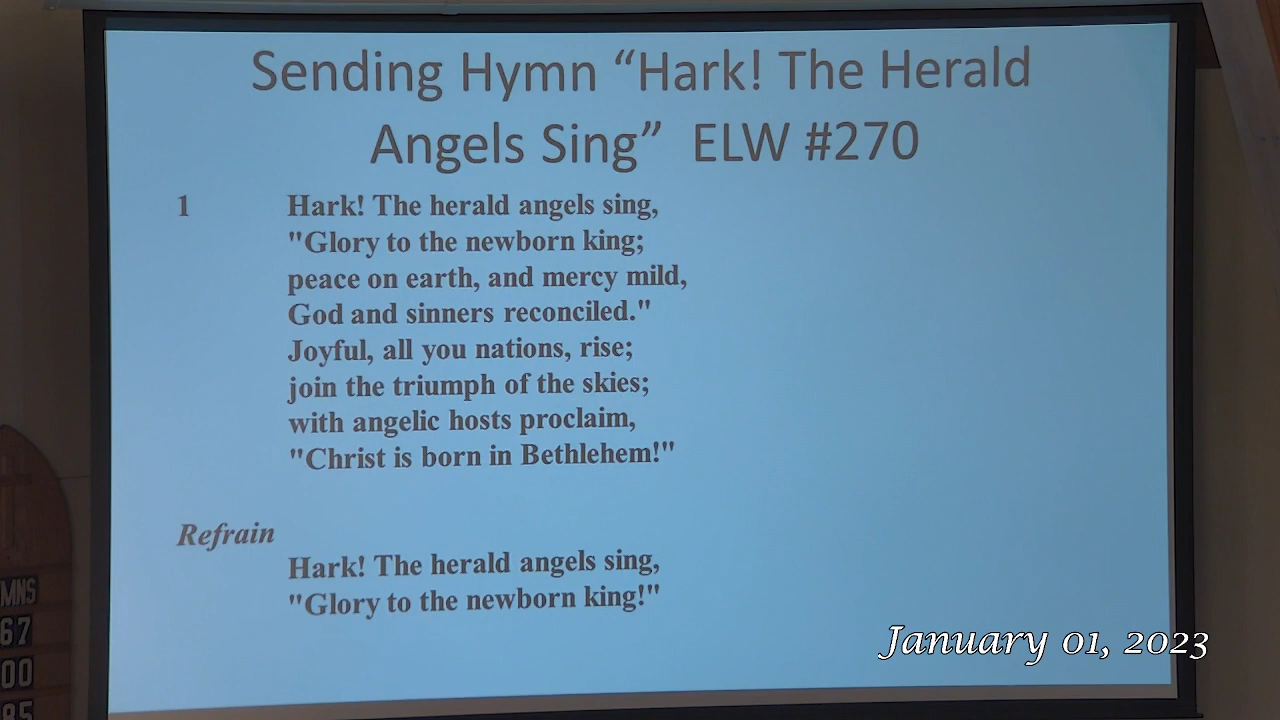 Sending Hymn “Hark! The Herald
Angels Sing” ELW #270
1 Hark! The herald angels sing,
"Glory to the newborn king;
peace on earth, and mercy mild,
God and sinners reconciled."
Joyful, all you nations, rise;
join the triumph of the skies;
with angelic hosts proclaim,
"Christ is born in Bethlehem!"
Refrain
Hark! The herald angels sing,
"Glory to the newborn king!"
MNS
67
00
85
January 01, 2023